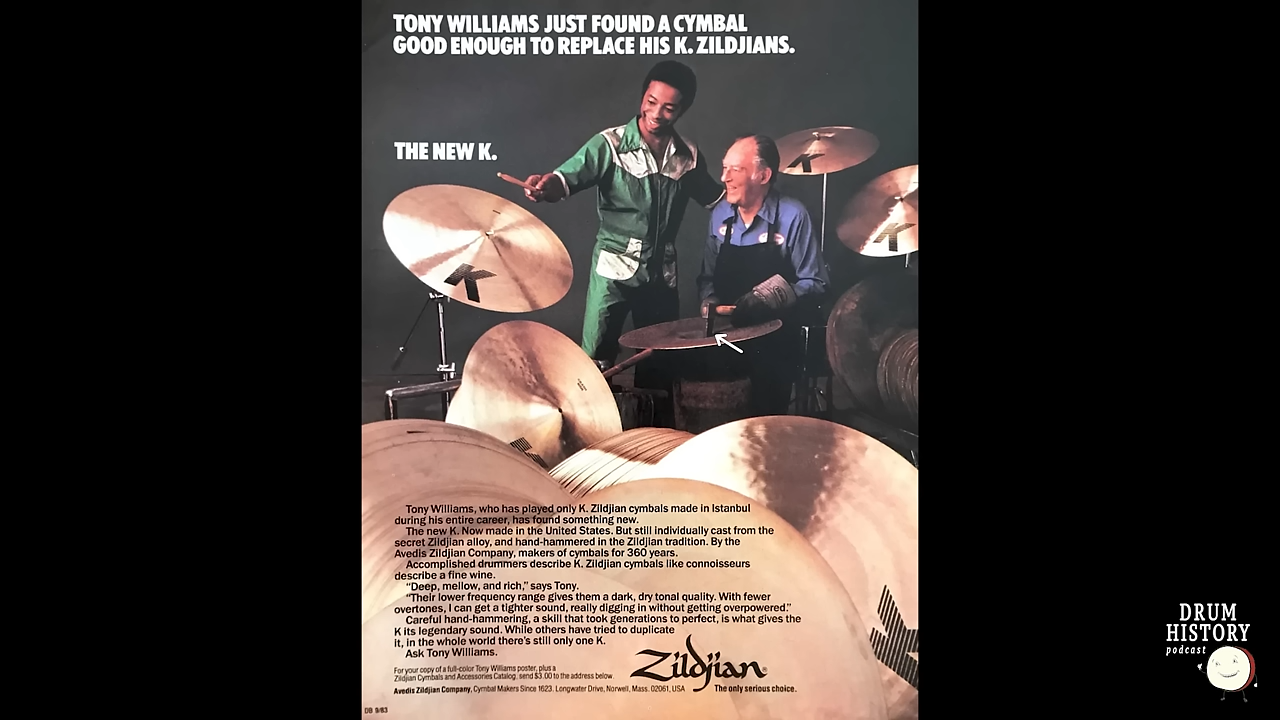 TONY WILLIAMS JUST FOUND A CYMBAL
GOOD ENOUGH TO REPLACE HIS K. ZILDJIANS.
THE NEW K.
K
K
K
Tony Williams, who has played only K. Zildjian cymbals made in Istanbul
during his entire career, has found something new.
The new K. Now made in the United States. But still individually cast from the
secret Zildjian alloy, and hand-hammered in the Zildjian tradition. By the
Avedis Zildjian Company, makers of cymbals for 360 years.
Accomplished drummers describe K. Zildjian cymbals like connoisseurs
describe a fine wine.
"Deep, mellow, and rich," says Tony.
"Their lower frequency range gives them a dark, dry tonal quality. With fewer
overtones, I can get a tighter sound, really digging in without getting overpowered."
Careful hand-hammering, a skill that took generations to perfect, is what gives the
K its legendary sound. While others have tried to duplicate
it, in the whole world there's still only one K.
Ask Tony Williams.
For your copy of a full-color Tony Williams poster, plus a
Zildjian Cymbals and Accessories Catalog, send $3.00 to the address below.
Avedis Zildjian Company, Cymbal Makers Since 1623. Longwater Drive, Norwell, Mass. 02061, USA
Zildjian®
The only serious choice.
K
K
DB 9/83
DRUM
HISTORY
podcast